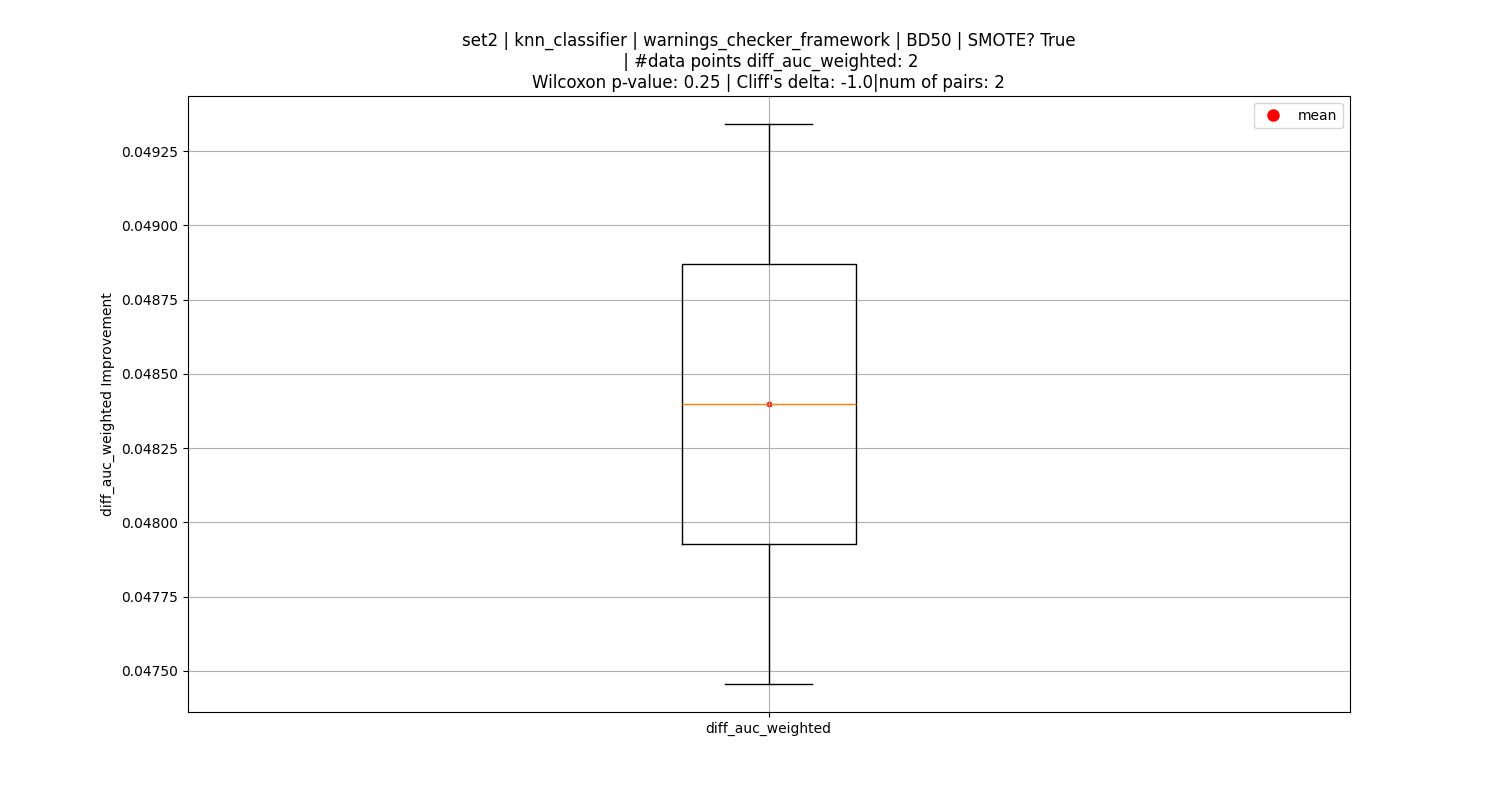 set2 | knn_classifier | warnings_checker_framework | BD50 | SMOTE? True
| #data points diff_auc_weighted: 2
Wilcoxon p-value: 0.25 | Cliff's delta: -1.0|num of pairs: 2
mean
0.04925
0.04900
0.04875
0.04850
0.04825
0.04800
0.04775
0.04750
diff_auc_weighted Improvement
diff_auc_weighted